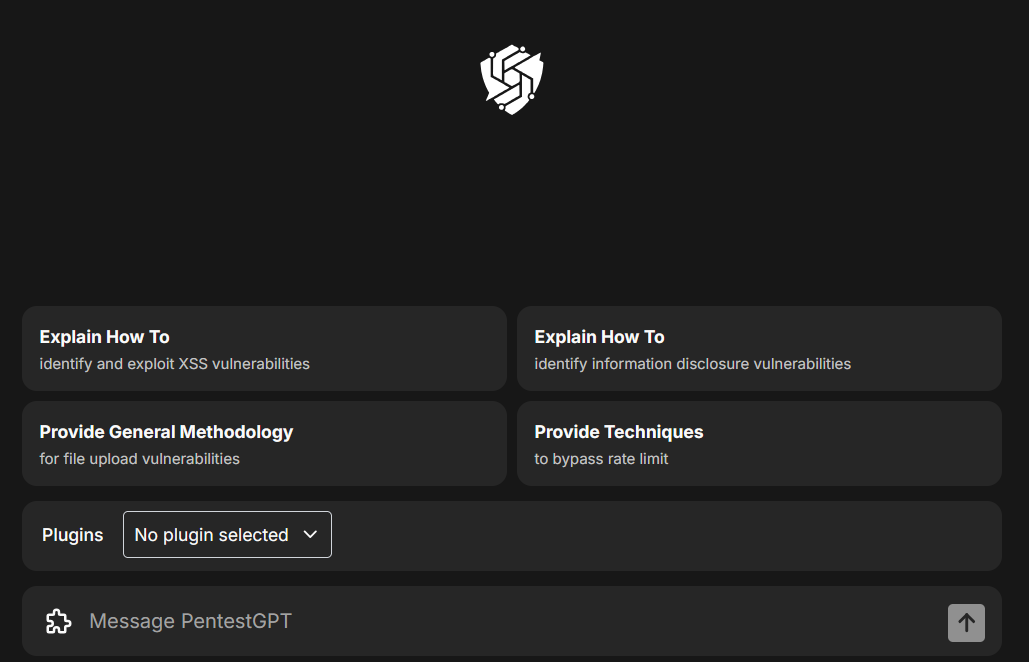 Explain How To
identify and exploit XSS vulnerabilities
Explain How To
identify information disclosure vulnerabilities
Provide General Methodology
for file upload vulnerabilities
Provide Techniques
to bypass rate limit
Plugins
No plugin selected
Message PentestGPT